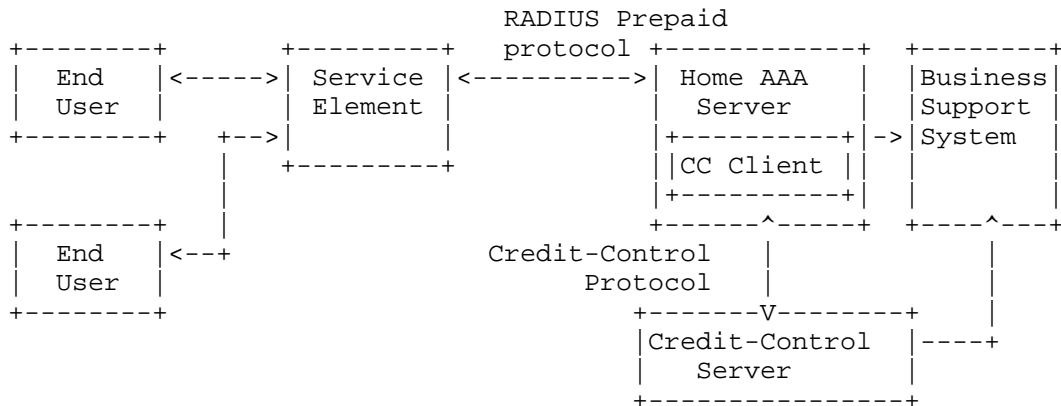 RADIUS Prepaid
protocol
End User
Service Element
Home AAA Server
CC Client
Business Support System
End User
Credit-Control Protocol
Credit-Control Server